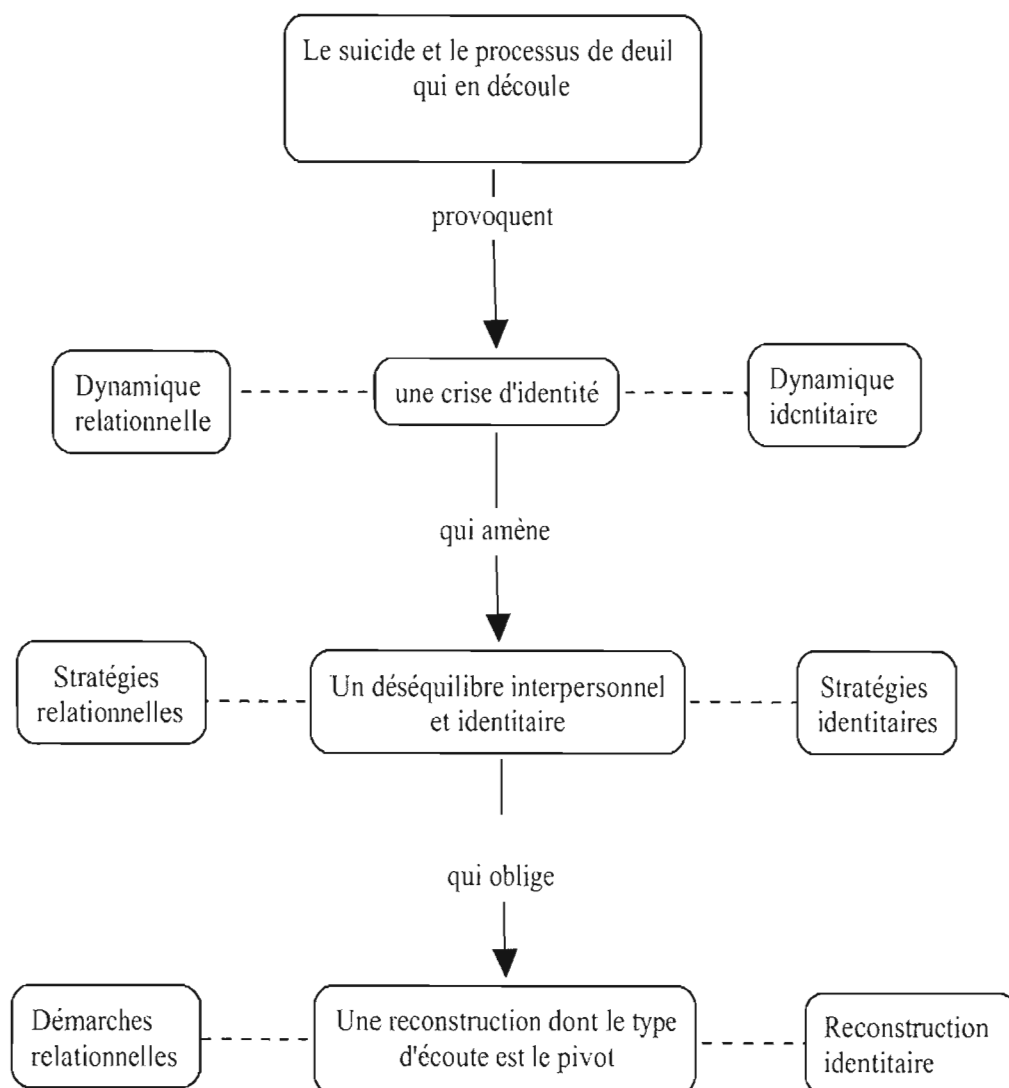 Le suicide et le processus de deuil
qui en découle
provoquent
Dynamique
relationnelle
une crise d'identité
Dynamique
identitaire
qui amène
Stratégies
relationnelles
Un déséquilibre interpersonnel
et identitaire
Stratégies
identitaires
qui oblige
Démarches
relationnelles
Une reconstruction dont le type
d'écoute est le pivot
Reconstruction
identitaire